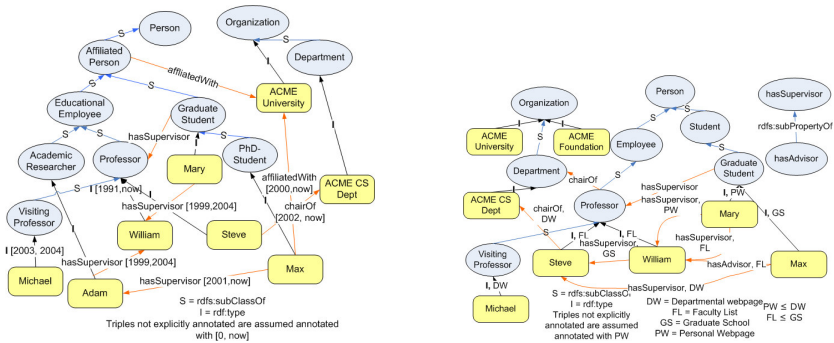 Person
Organization
S
S
Affiliated
Person
Department
affliatedWith
I
S
S
ACME
University
Educational
Employee
Graduate
Student
I
S
S
hasSupervisor
S
PhD-
Student
Academic
Researcher
Professor
Mary
affiliatedWith
[2000,now]
ACME CS
Dept
S
I [1991,now]
I
I
chairOf
[2002, now]
hasSupervisor [1999,2004]
Visiting
Professor
I
William
Steve
I
I [2003, 2004]
hasSupervisor [1999,2004]
Michael
Adam
hasSupervisor [2001,now]
Max
S = rdfs:subClassOf
I = rdf:type
Triples not explicitly annotated are assumed annotated
with [0, now]
Person
hasSupervisor
Organization
S
S
rdfs:subPropertyOf
I
I
Student
ACME
University
S
ACME
Foundation
Employee
S
hasAdvisor
Department
S
Graduate
Student
chairOf
hasSupervisor
I, PW
ACME CS
Dept
chairOf,
DW
Professor
hasSupervisor,
PW
Mary
I, GS
S
I, FL
I, FL
hasSupervisor,
GS
hasSupervisor,
FL
Visiting
Professor
Steve
William
hasAdvisor, FL
Max
I, DW
hasSupervisor, DW
Michael
S = rdfs:subClassOf
I = rdf:type
Triples not explicitly
annotated are assumed
annotated with PW
DW = Departmental webpage
FL = Faculty List
GS = Graduate School
PW = Personal Webpage
PW ≤ DW
FL ≤ GS